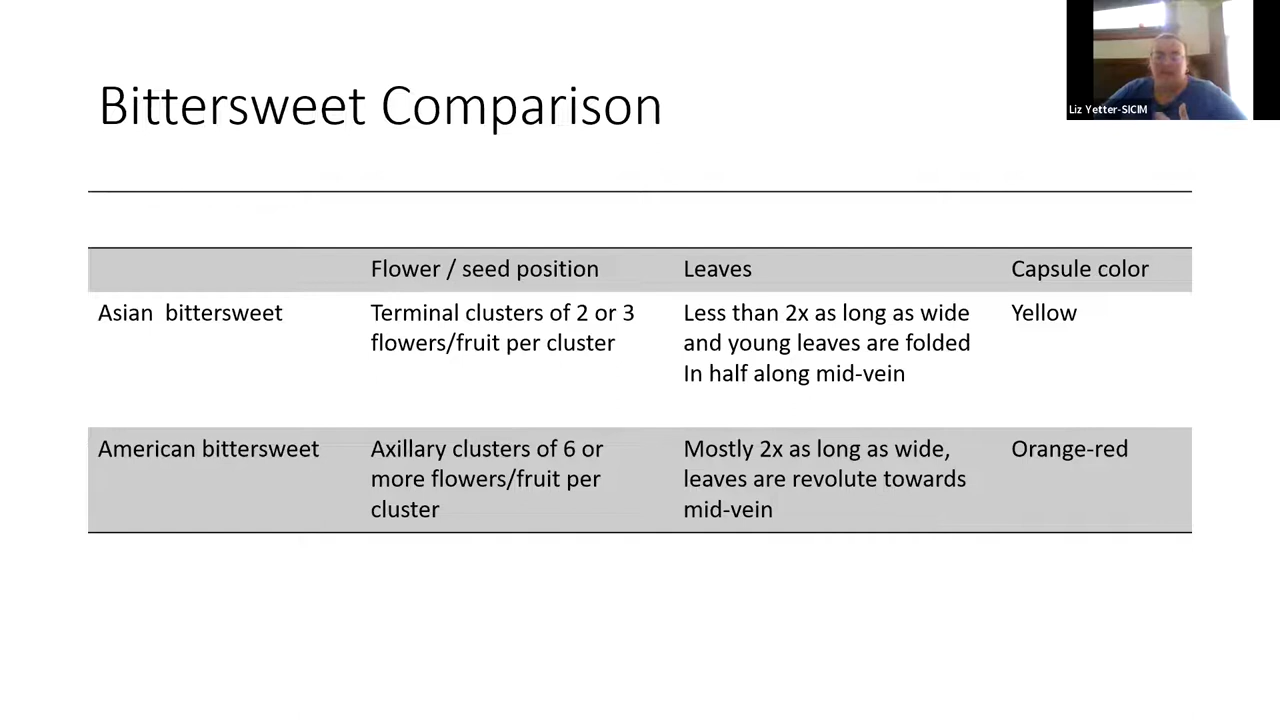 Bittersweet Comparison
Liz Yetter-SICIM
Flower / seed position
Leaves
Capsule color
Asian bittersweet
Terminal clusters of 2 or 3
flowers/fruit per cluster
Less than 2x as long as wide
and young leaves are folded
In half along mid-vein
Yellow
American bittersweet
Axillary clusters of 6 or
more flowers/fruit per
cluster
Mostly 2x as long as wide,
leaves are revolute towards
mid-vein
Orange-red